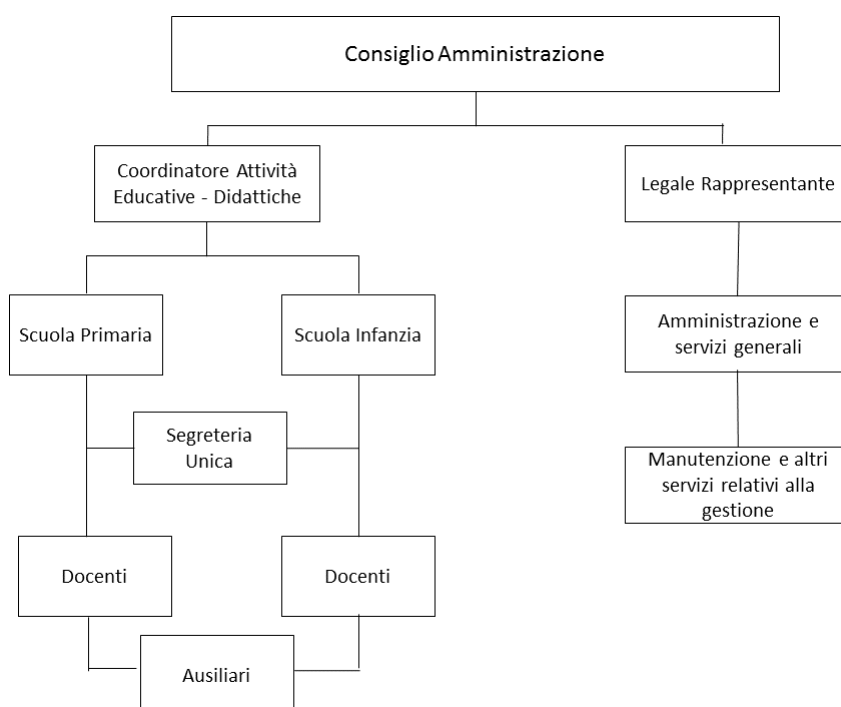 Consiglio Amministrazione
Coordinatore Attività
Educative - Didattiche
Legale Rappresentante
Scuola Primaria
Scuola Infanzia
Amministrazione e
servizi generali
Segreteria
Unica
Manutenzione e altri
servizi relativi alla
gestione
Docenti
Docenti
Ausiliari